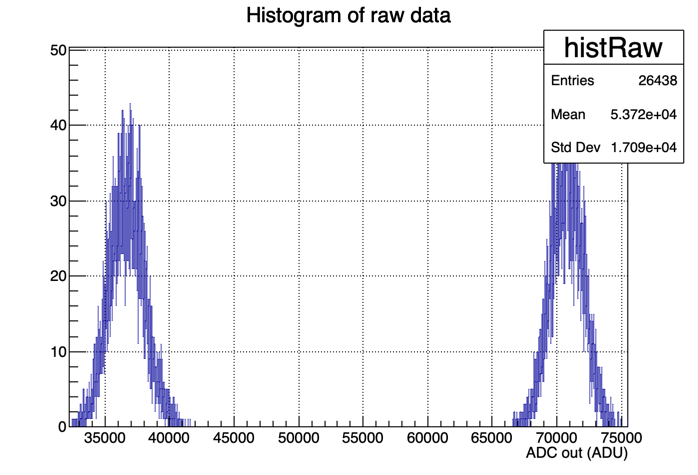 Histogram of raw data
histRaw
Entries 26438
Mean 5.372e+04
Std Dev 1.709e+04
50
40
30
20
10
0
35000 40000 45000 50000 55000 60000 65000 70000 75000
ADC out (ADU)